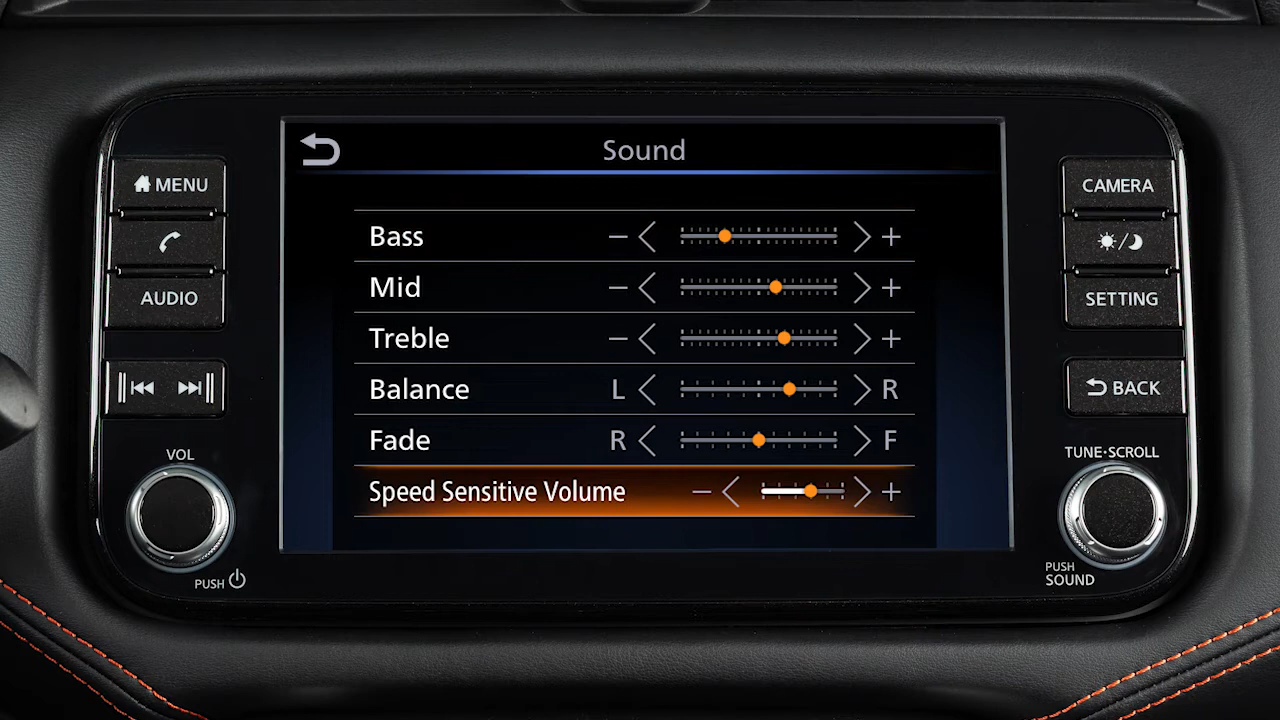 Sound
MENU
AUDIO
VOL
PUSH
Bass − +
Mid − +
Treble − +
Balance L R
Fade R F
Speed Sensitive Volume − +
CAMERA
SETTING
BACK
TUNE·SCROLL
PUSH
SOUND